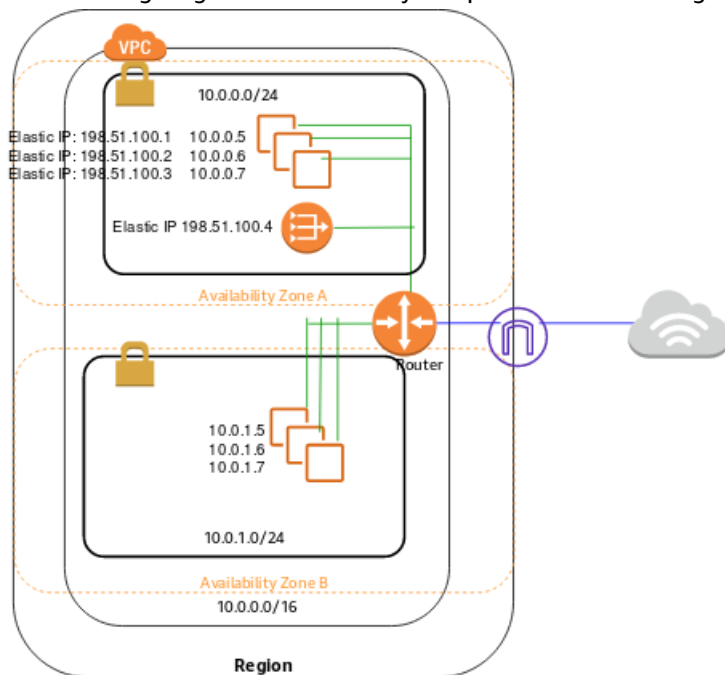 VPC
10.0.0.0/24
Elastic IP: 198.51.100.1 10.0.0.5
Elastic IP: 198.51.100.2 10.0.0.6
Elastic IP: 198.51.100.3 10.0.0.7
Elastic IP 198.51.100.4
Availability Zone A
Router
10.0.1.5
10.0.1.6
10.0.1.7
10.0.1.0/24
Availability Zone B
10.0.0.0/16
Region